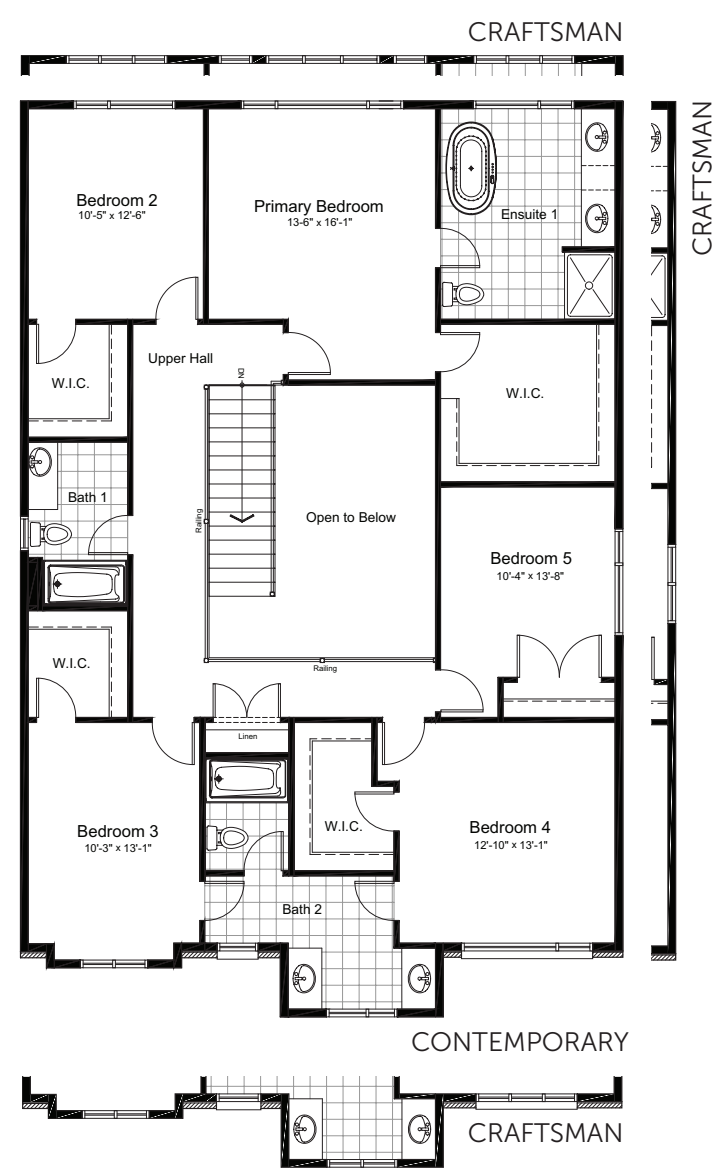 CRAFTSMAN
CRAFTSMAN
Bedroom 2
10'-5" x 12'-6"
Primary Bedroom
13-6" x 16'-1"
Ensuite 1
Upper Hall
DN
W.I.C.
W.I.C.
Bath 1
Railing
Open to Below
Bedroom 5
10'-4" x 13'-8"
W.I.C.
Railing
Linen
Bedroom 3
10'-3" x 13'-1"
W.I.C.
Bedroom 4
12'-10" x 13'-1"
Bath 2
CONTEMPORARY
CRAFTSMAN